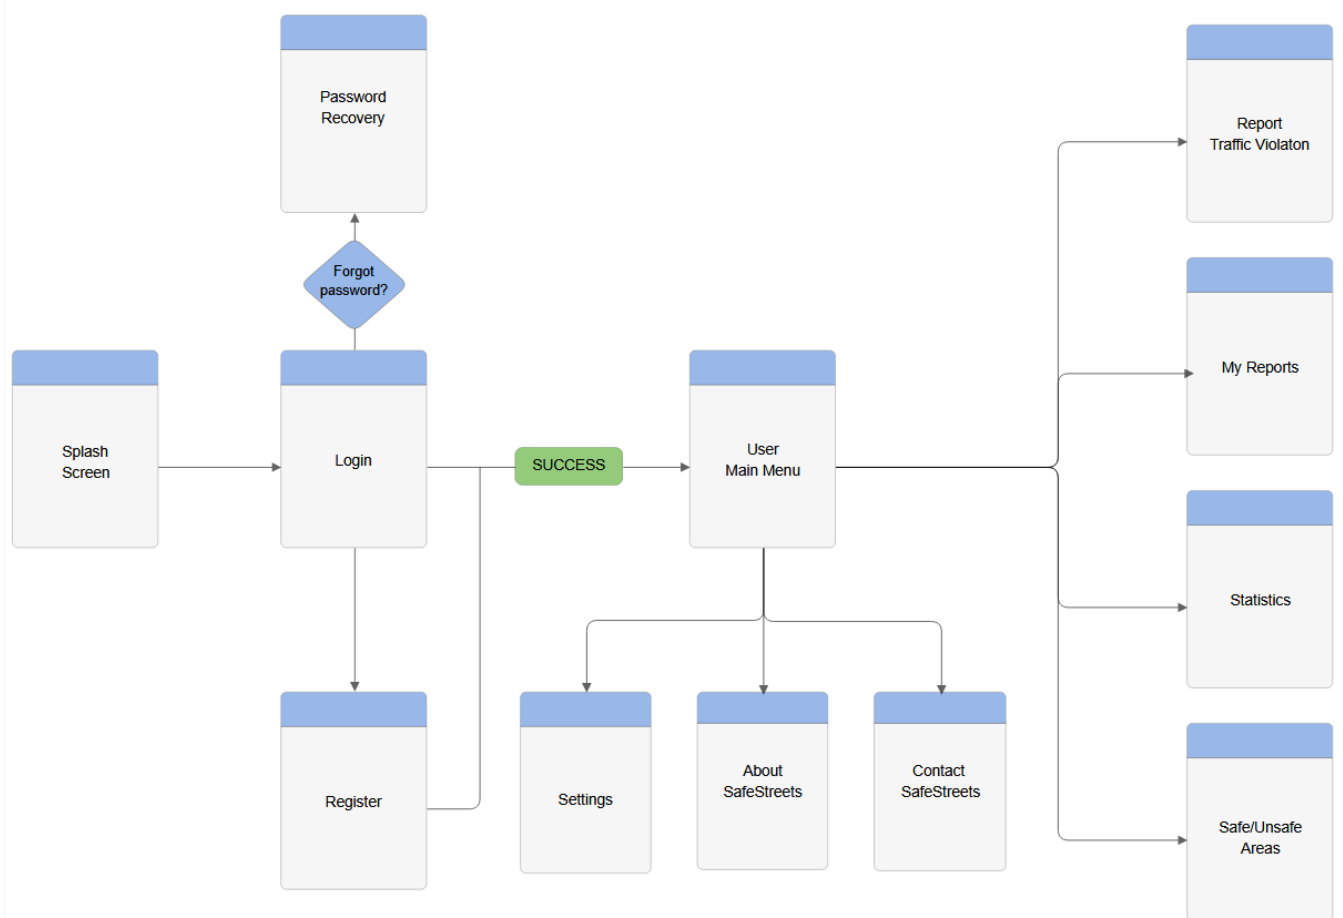 Password
Recovery
Report
Traffic Violaton
Forgot
password?
My Reports
Splash
Screen
Login
SUCCESS
User
Main Menu
Statistics
Register
Settings
About
SafeStreets
Contact
SafeStreets
Safe/Unsafe
Areas